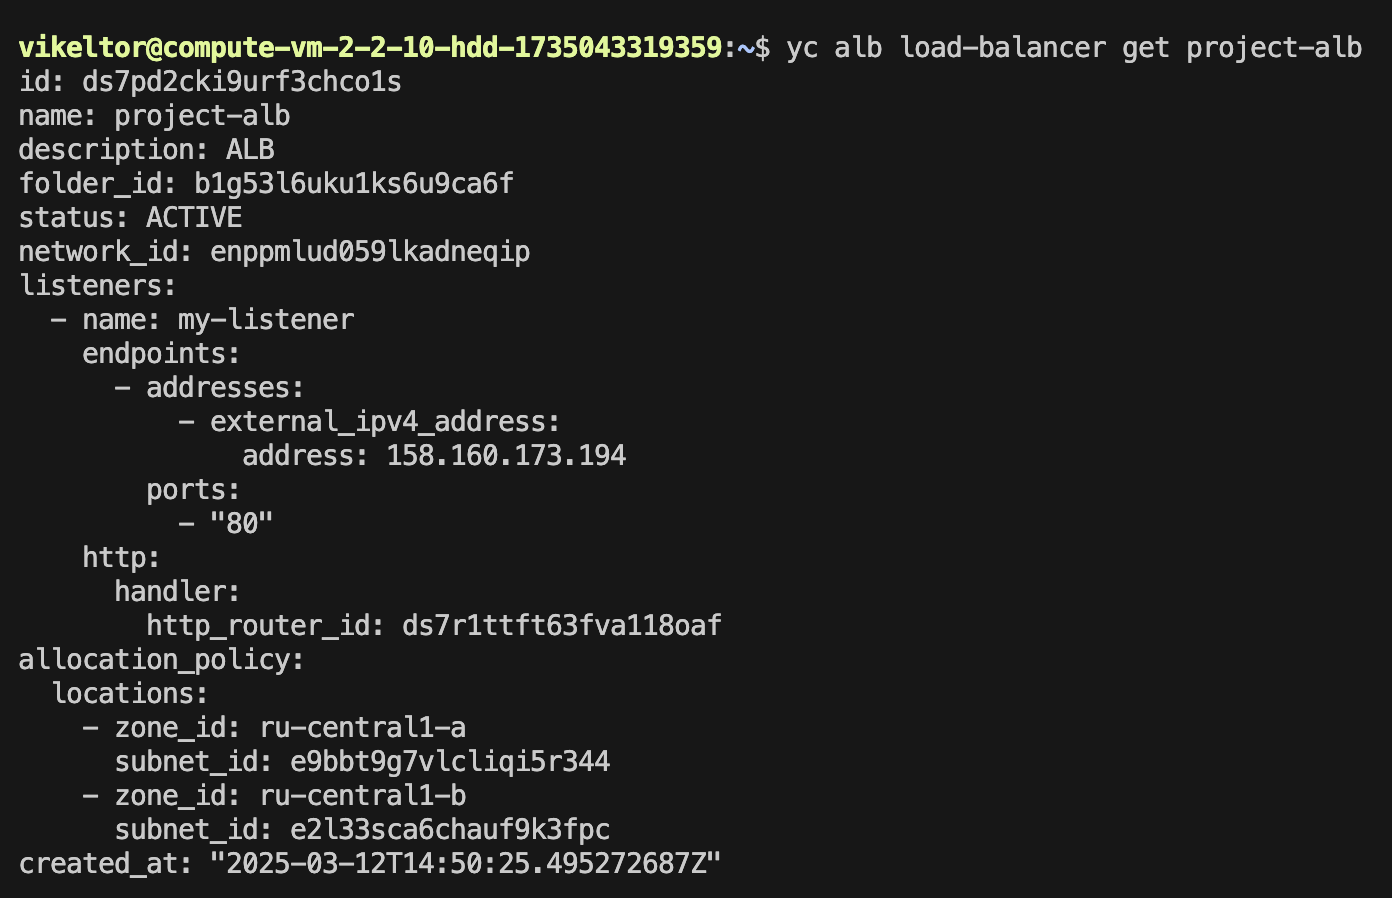 vikeltor@compute-vm-2-2-10-hdd-1735043319359:~$ yc alb load-balancer get project-alb
id: ds7pd2cki9urf3chco1s
name: project-alb
description: ALB
folder_id: b1g53l6uku1ks6u9ca6f
status: ACTIVE
network_id: enppmlud059lkadneqip
listeners:
  - name: my-listener
    endpoints:
      - addresses:
          - external_ipv4_address:
              address: 158.160.173.194
        ports:
          - "80"
    http:
      handler:
        http_router_id: ds7r1ttft63fva118oaf
allocation_policy:
  locations:
    - zone_id: ru-central1-a
      subnet_id: e9bbt9g7vlcliqi5r344
    - zone_id: ru-central1-b
      subnet_id: e2l33sca6chauf9k3fpc
created_at: "2025-03-12T14:50:25.495272687Z"